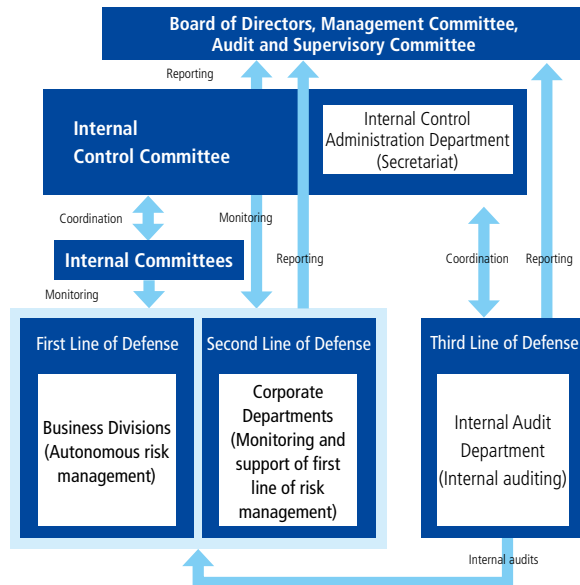 Board of Directors, Management Committee,
Audit and Supervisory Committee
Reporting
Internal
Control Committee
Internal Control
Administration Department
(Secretariat)
Coordination
Monitoring
Internal Committees
Reporting
Coordination
Reporting
Monitoring
First Line of Defense
Second Line of Defense
Third Line of Defense
Business Divisions
(Autonomous risk
management)
Corporate
Departments
(Monitoring and
support of first
line of risk
management)
Internal Audit
Department
(Internal auditing)
Internal audits